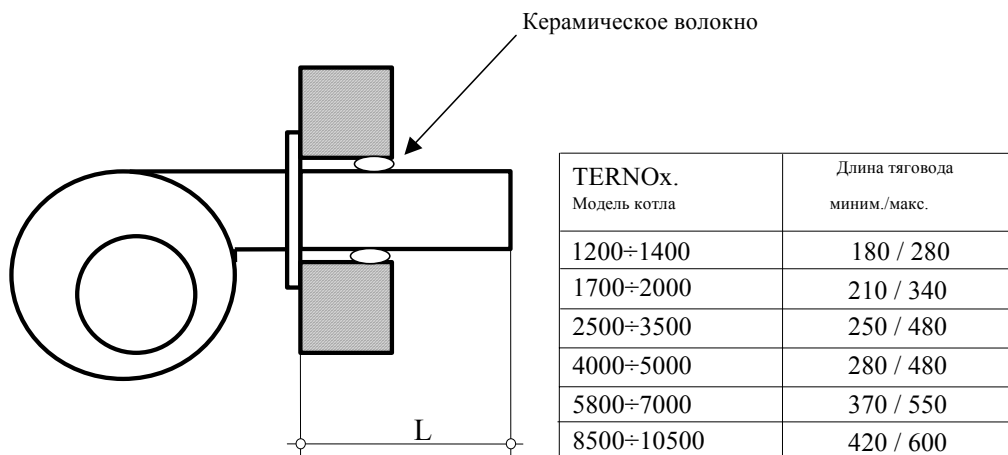 Керамическое волокно
TERNOx.
Модель котла
Длина тяговода
миним./макс.
1200÷1400 180 / 280
1700÷2000 210 / 340
2500÷3500 250 / 480
4000÷5000 280 / 480
5800÷7000 370 / 550
8500÷10500 420 / 600
L